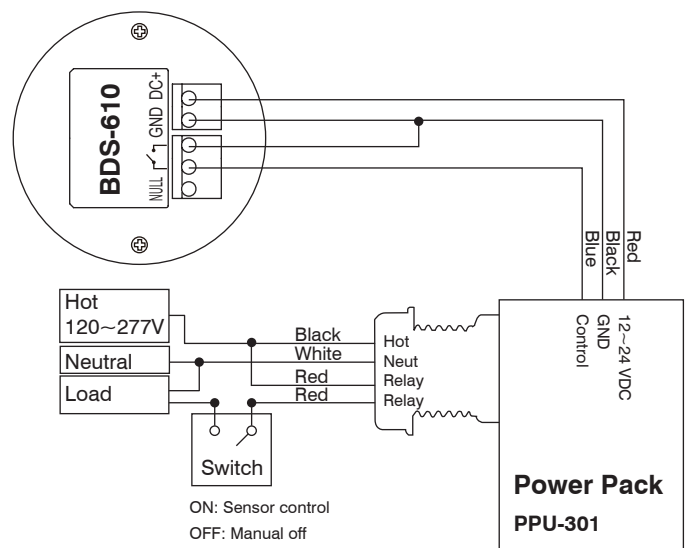 BDS-610
DC+
GND
NULL
Blue
Black
Red
Hot
120~277V
Neutral
Load
Black
White
Red
Red
Hot
Neut
Relay
Relay
Control
GND
12~24 VDC
Switch
ON: Sensor control
OFF: Manual off
Power Pack
PPU-301